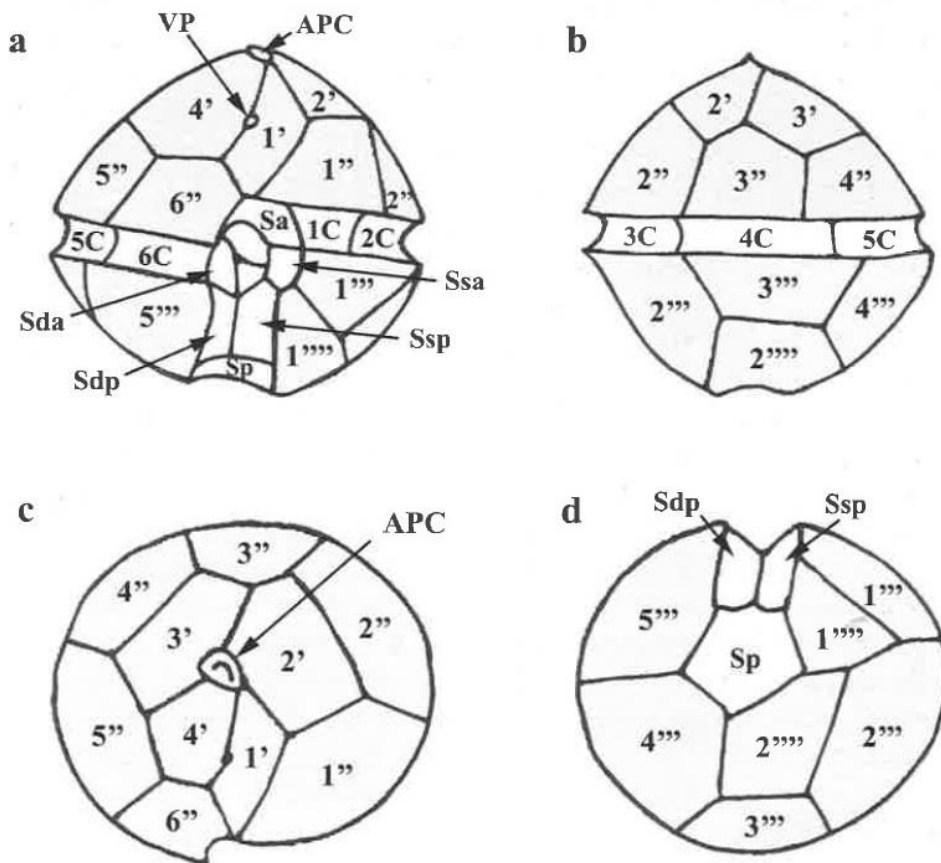 a
VP
APC
4’
2’
1’
5”
1”
6”
2”
Sa
1C
2C
5C
6C
1’’’
Ssa
Sda
5’’’
Ssp
1’’’’
Sdp
Sp
b
2’
3’
2”
3”
4”
3C
4C
5C
3’’’
2’’’
4’’’
2’’’’
c
APC
3”
4”
3’
2”
2’
5”
4’
1’
1”
6”
d
Sdp
Ssp
1’’’
5’’’
1’’’’
Sp
4’’’
2’’’’
2’’’
3’’’